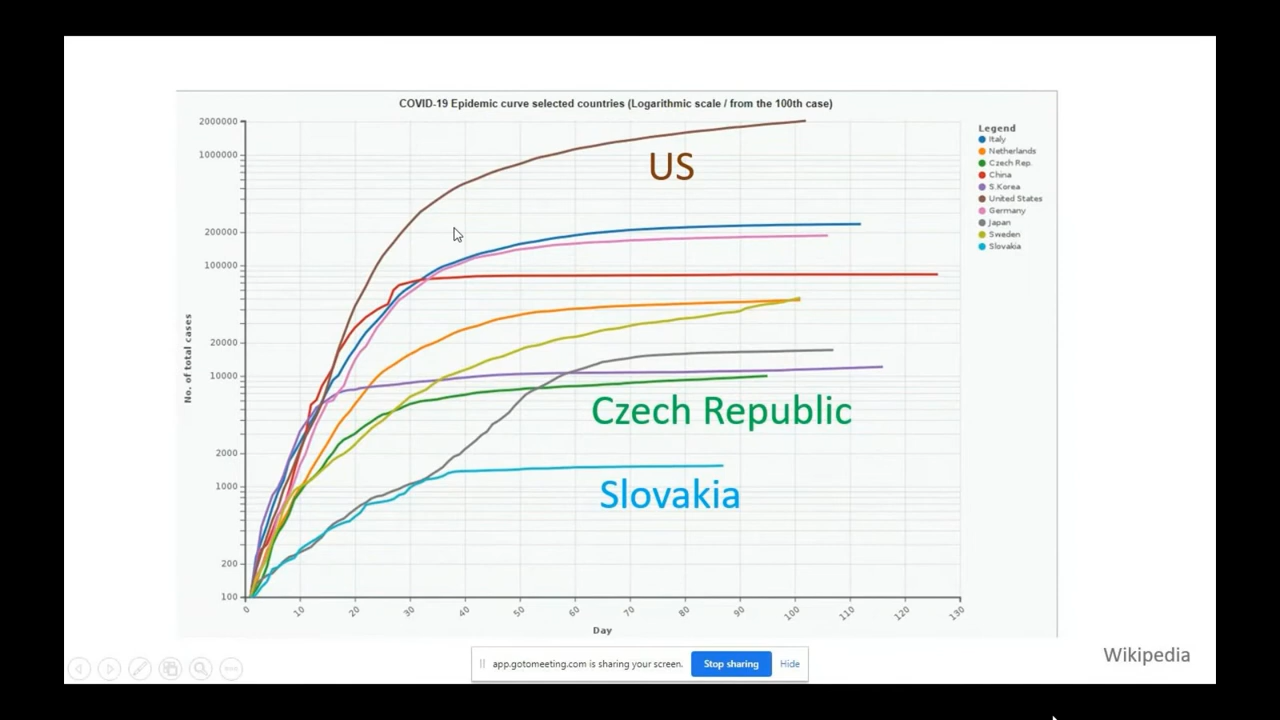 COVID-19 Epidemic curve selected countries (Logarithmic scale / from the 100th case)
2000000
1000000
200000
100000
20000
10000
2000
1000
200
100
No. of total cases
0 10 20 30 40 50 60 70 80 90 100 110 120 130
Day
US
Czech Republic
Slovakia
Legend
Italy
Netherlands
Czech Rep.
China
S.Korea
United States
Germany
Japan
Sweden
Slovakia
app.gotomeeting.com is sharing your screen. Stop sharing Hide
Wikipedia